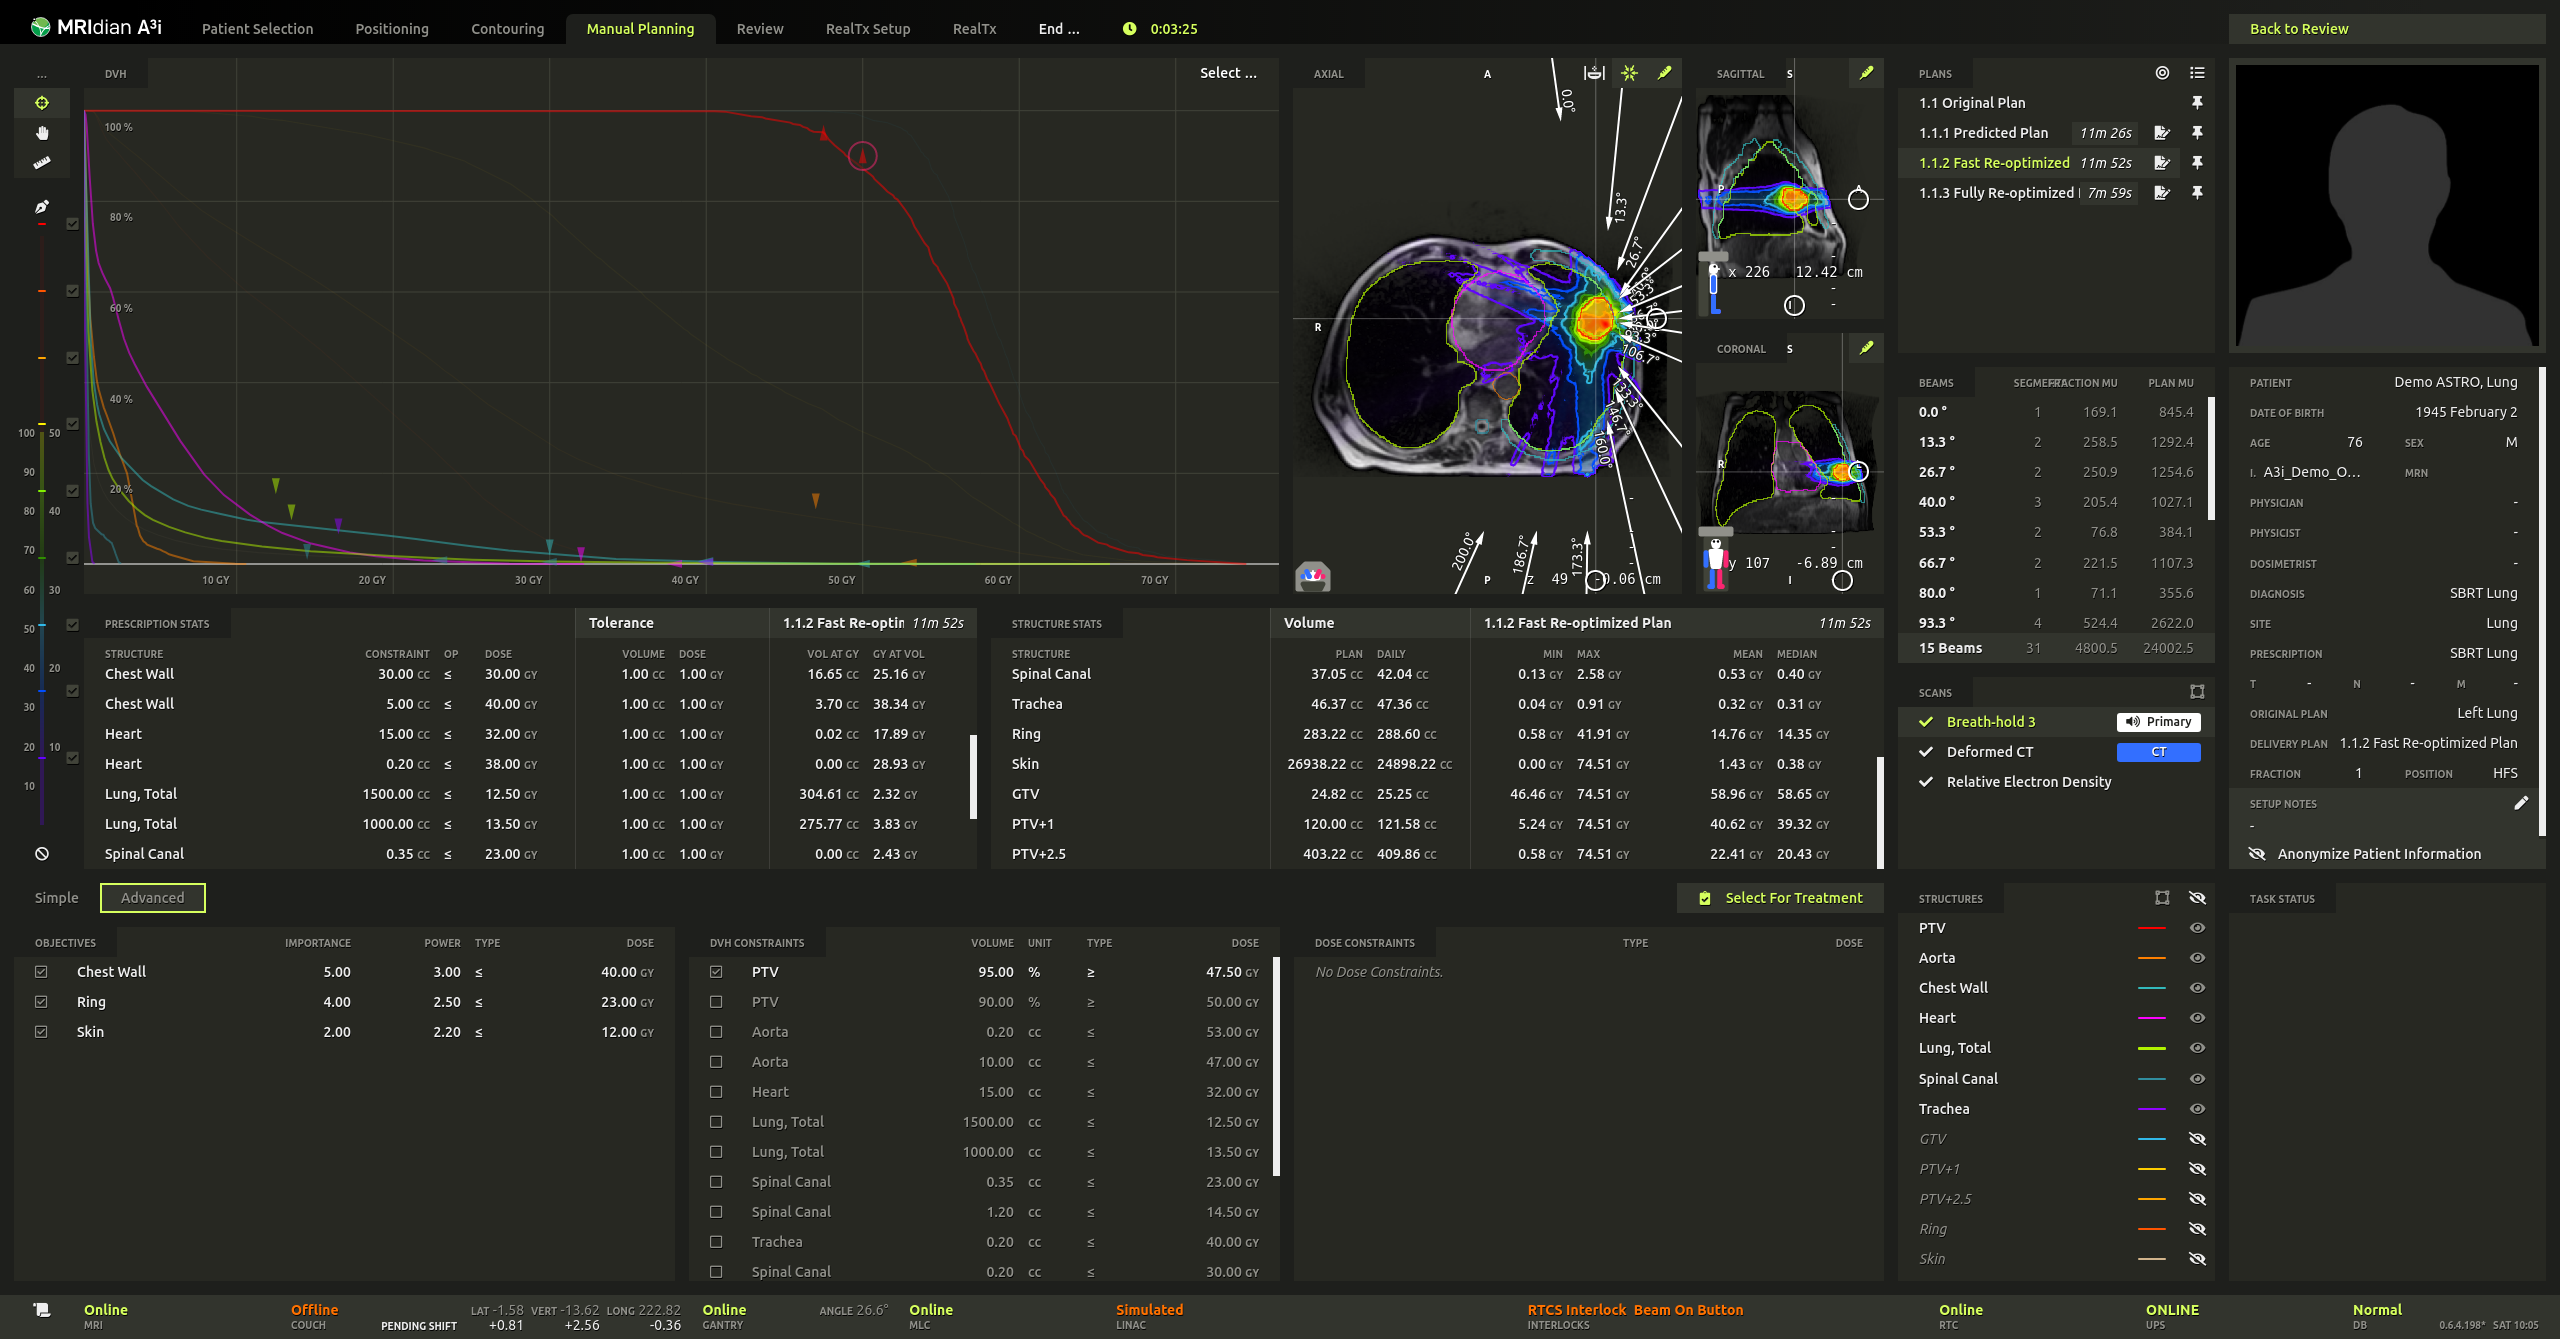 MRIdian A³i
Patient Selection
Positioning
Contouring
Manual Planning
Review
RealTx Setup
RealTx
End ...
0:03:25
Back to Review
...
DVH
Select ...
100 %
80 %
60 %
40 %
20 %
10 GY 20 GY 30 GY 40 GY 50 GY 60 GY 70 GY
100 50
90
80 40
70
60 30
50
40 20
30
20 10
10
AXIAL
A
R
P
0.0°
13.3°
26.7°
53.3°
106.7°
133.3°
146.7°
160.0°
200.0°
186.7°
173.3°
z 49 -0.06 cm
SAGITTAL
S
P
A
x 226 12.42 cm
I
CORONAL
S
R
L
y 107 -6.89 cm
I
PLANS
1.1 Original Plan
1.1.1 Predicted Plan 11m 26s
1.1.2 Fast Re-optimized 11m 52s
1.1.3 Fully Re-optimized 7m 59s
BEAMS SEGME FRACTION MU PLAN MU
0.0 ° 1 169.1 845.4
13.3 ° 2 258.5 1292.4
26.7 ° 2 250.9 1254.6
40.0 ° 3 205.4 1027.1
53.3 ° 2 76.8 384.1
66.7 ° 2 221.5 1107.3
80.0 ° 1 71.1 355.6
93.3 ° 4 524.4 2622.0
15 Beams 31 4800.5 24002.5
SCANS
Breath-hold 3 Primary
Deformed CT CT
Relative Electron Density
PATIENT Demo ASTRO, Lung
DATE OF BIRTH 1945 February 2
AGE 76 SEX M
I. A3i_Demo_O... MRN
PHYSICIAN -
PHYSICIST -
DOSIMETRIST -
DIAGNOSIS SBRT Lung
SITE Lung
PRESCRIPTION SBRT Lung
T - N - M -
ORIGINAL PLAN Left Lung
DELIVERY PLAN 1.1.2 Fast Re-optimized Plan
FRACTION 1 POSITION HFS
SETUP NOTES
-
Anonymize Patient Information
PRESCRIPTION STATS Tolerance 1.1.2 Fast Re-optin 11m 52s
STRUCTURE CONSTRAINT OP DOSE VOLUME DOSE VOL AT GY GY AT VOL
Chest Wall 30.00 CC ≤ 30.00 GY 1.00 CC 1.00 GY 16.65 CC 25.16 GY
Chest Wall 5.00 CC ≤ 40.00 GY 1.00 CC 1.00 GY 3.70 CC 38.34 GY
Heart 15.00 CC ≤ 32.00 GY 1.00 CC 1.00 GY 0.02 CC 17.89 GY
Heart 0.20 CC ≤ 38.00 GY 1.00 CC 1.00 GY 0.00 CC 28.93 GY
Lung, Total 1500.00 CC ≤ 12.50 GY 1.00 CC 1.00 GY 304.61 CC 2.32 GY
Lung, Total 1000.00 CC ≤ 13.50 GY 1.00 CC 1.00 GY 275.77 CC 3.83 GY
Spinal Canal 0.35 CC ≤ 23.00 GY 1.00 CC 1.00 GY 0.00 CC 2.43 GY
STRUCTURE STATS Volume 1.1.2 Fast Re-optimized Plan 11m 52s
STRUCTURE PLAN DAILY MIN MAX MEAN MEDIAN
Spinal Canal 37.05 CC 42.04 CC 0.13 GY 2.58 GY 0.53 GY 0.40 GY
Trachea 46.37 CC 47.36 CC 0.04 GY 0.91 GY 0.32 GY 0.31 GY
Ring 283.22 CC 288.60 CC 0.58 GY 41.91 GY 14.76 GY 14.35 GY
Skin 26938.22 CC 24898.22 CC 0.00 GY 74.51 GY 1.43 GY 0.38 GY
GTV 24.82 CC 25.25 CC 46.46 GY 74.51 GY 58.96 GY 58.65 GY
PTV+1 120.00 CC 121.58 CC 5.24 GY 74.51 GY 40.62 GY 39.32 GY
PTV+2.5 403.22 CC 409.86 CC 0.58 GY 74.51 GY 22.41 GY 20.43 GY
Simple Advanced
Select For Treatment
OBJECTIVES IMPORTANCE POWER TYPE DOSE
Chest Wall 5.00 3.00 ≤ 40.00 GY
Ring 4.00 2.50 ≤ 23.00 GY
Skin 2.00 2.20 ≤ 12.00 GY
DVH CONSTRAINTS VOLUME UNIT TYPE DOSE
PTV 95.00 % ≥ 47.50 GY
PTV 90.00 % ≥ 50.00 GY
Aorta 0.20 cc ≤ 53.00 GY
Aorta 10.00 cc ≤ 47.00 GY
Heart 15.00 cc ≤ 32.00 GY
Lung, Total 1500.00 cc ≤ 12.50 GY
Lung, Total 1000.00 cc ≤ 13.50 GY
Spinal Canal 0.35 cc ≤ 23.00 GY
Spinal Canal 1.20 cc ≤ 14.50 GY
Trachea 0.20 cc ≤ 40.00 GY
Spinal Canal 0.20 cc ≤ 30.00 GY
DOSE CONSTRAINTS TYPE DOSE
No Dose Constraints.
STRUCTURES
PTV
Aorta
Chest Wall
Heart
Lung, Total
Spinal Canal
Trachea
GTV
PTV+1
PTV+2.5
Ring
Skin
TASK STATUS
Online
MRI
Offline
COUCH
LAT -1.58 VERT -13.62 LONG 222.82
PENDING SHIFT +0.81 +2.56 -0.36
Online
GANTRY
ANGLE 26.6°
Online
MLC
Simulated
LINAC
RTCS Interlock Beam On Button
INTERLOCKS
Online
RTC
ONLINE
UPS
Normal
DB
0.6.4.198* SAT 10:05